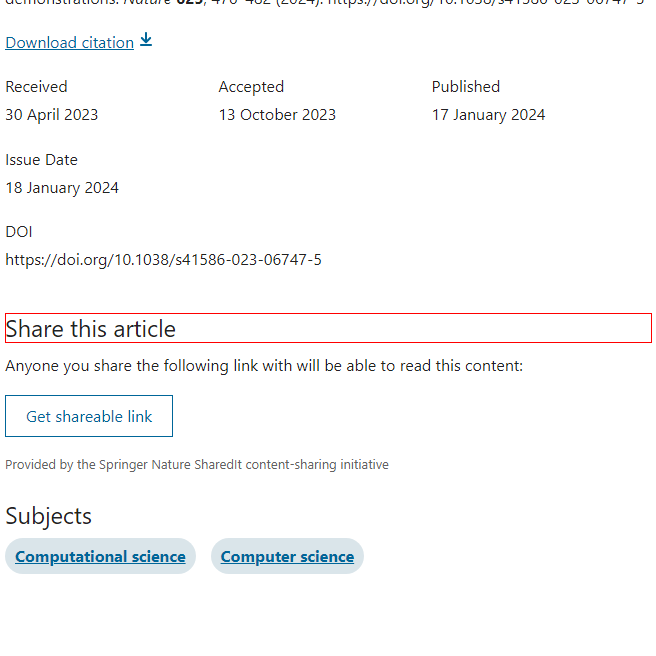 demonstrations. Nature 625, 476–482 (2024). https://doi.org/10.1038/s41586-023-06747-5
Download citation
Received
Accepted
Published
30 April 2023
13 October 2023
17 January 2024
Issue Date
18 January 2024
DOI
https://doi.org/10.1038/s41586-023-06747-5
Share this article
Anyone you share the following link with will be able to read this content:
Get shareable link
Provided by the Springer Nature SharedIt content-sharing initiative
Subjects
Computational science
Computer science